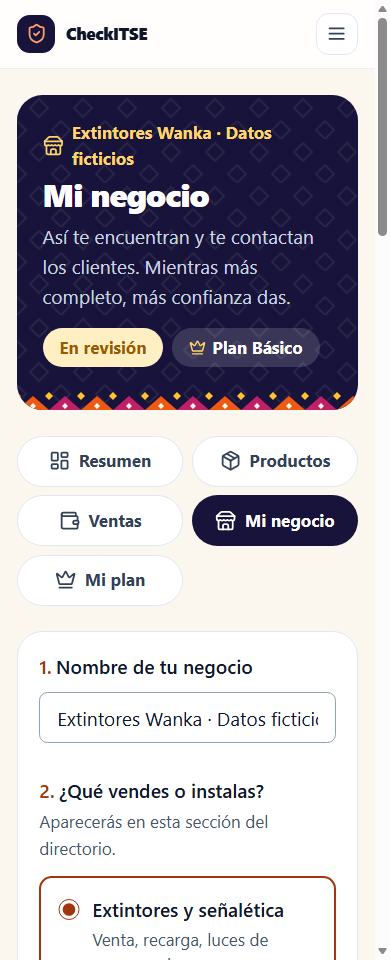 CheckITSE
Extintores Wanka · Datos
ficticios
Mi negocio
Así te encuentran y te contactan
los clientes. Mientras más
completo, más confianza das.
En revisión
Plan Básico
Resumen
Productos
Ventas
Mi negocio
Mi plan
1. Nombre de tu negocio
Extintores Wanka · Datos ficticio
2. ¿Qué vendes o instalas?
Aparecerás en esta sección del
directorio.
Extintores y señalética
Venta, recarga, luces de